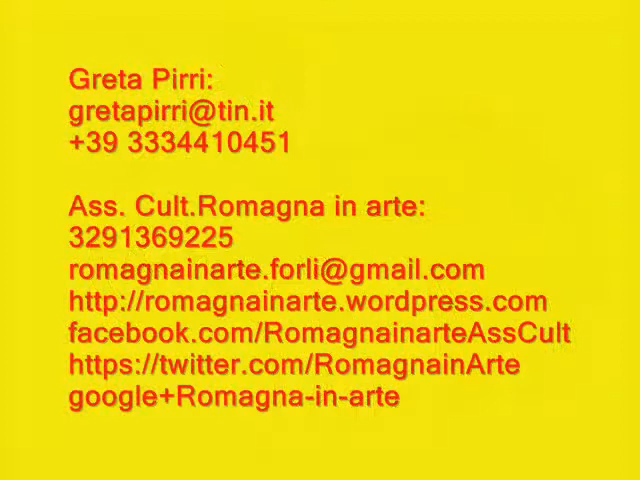 Greta Pirri:
gretapirri@tin.it
+39 3334410451
Ass. Cult.Romagna in arte:
3291369225
romagnainarte.forli@gmail.com
http://romagnainarte.wordpress.com
facebook.com/RomagnainarteAssCult
https://twitter.com/RomagnainArte
google+Romagna-in-arte